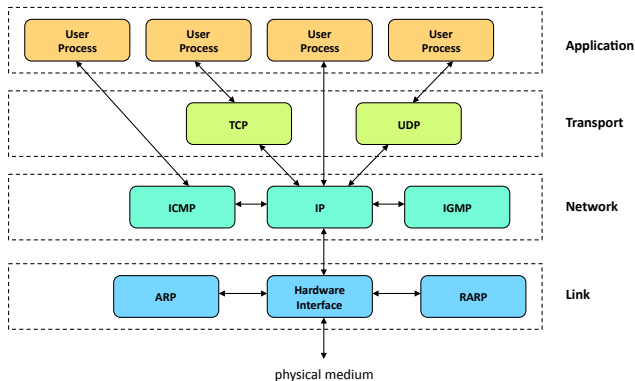 User
Process
User
Process
User
Process
User
Process
Application
TCP
UDP
Transport
ICMP
IP
IGMP
Network
ARP
Hardware
Interface
RARP
Link
physical medium